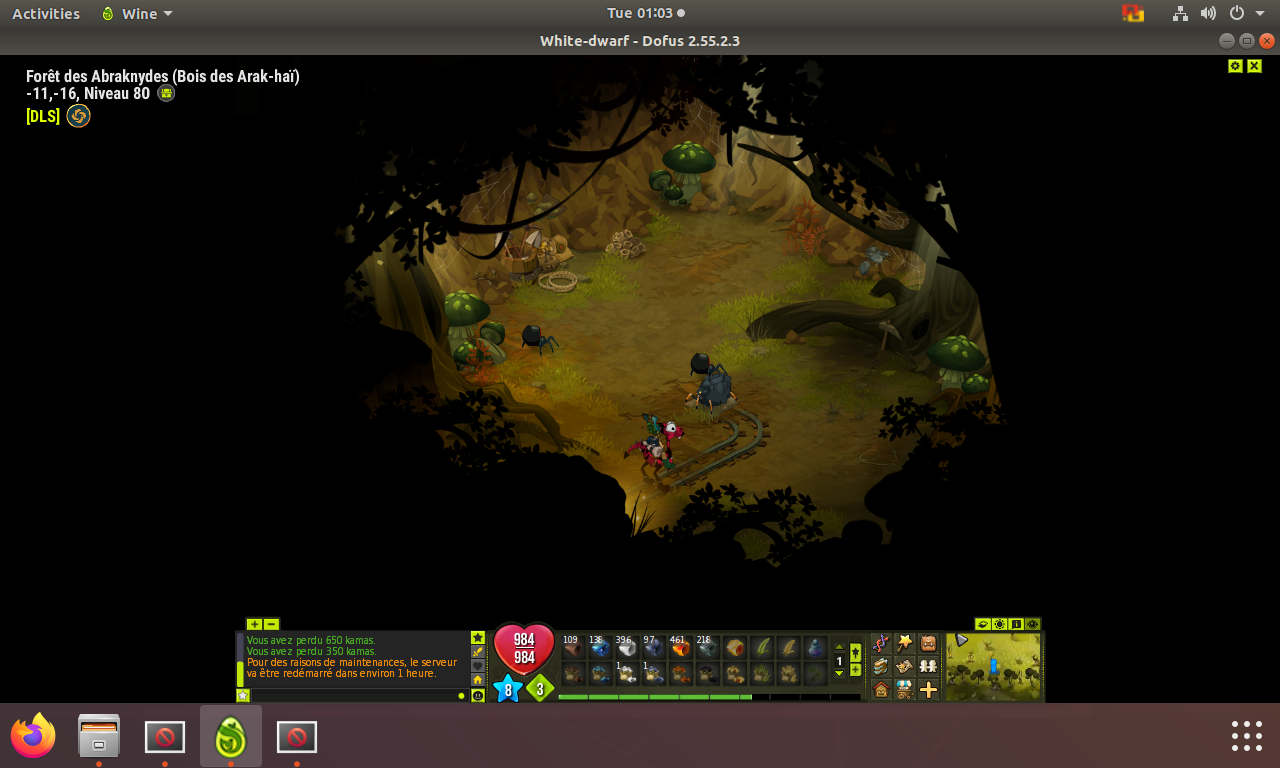 Activities
Wine
Tue 01:03
White-dwarf - Dofus 2.55.2.3
Forêt des Abraknydes (Bois des Arak-haï)
-11,-16, Niveau 80
[DLS]
Vous avez perdu 650 kamas.
Vous avez perdu 350 kamas.
Pour des raisons de maintenances, le serveur
va être redémarré dans environ 1 heure.
984
984
8
3
109
138
396
97
461
218
1
1
1